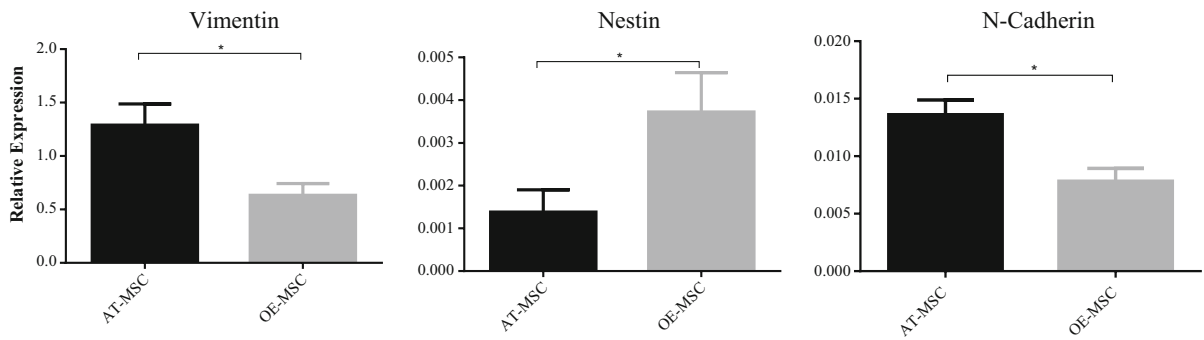 Vimentin
*
2.0
1.5
1.0
0.5
0.0
Relative Expression
AT-MSC
OE-MSC
Nestin
*
0.005
0.004
0.003
0.002
0.001
0.000
AT-MSC
OE-MSC
N-Cadherin
*
0.020
0.015
0.010
0.005
0.000
AT-MSC
OE-MSC